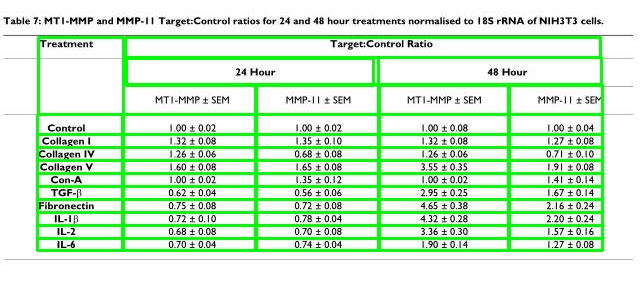 Table 7: MT1-MMP and MMP-11 Target:Control ratios for 24 and 48 hour treatments normalised to 18S rRNA of NIH3T3 cells.
Treatment Target:Control Ratio
24 Hour 48 Hour
MT1-MMP ± SEM MMP-11 ± SEM MT1-MMP ± SEM MMP-11 ± SEM
Control 1.00 ± 0.02 1.00 ± 0.02 1.00 ± 0.08 1.00 ± 0.04
Collagen I 1.32 ± 0.08 1.35 ± 0.10 1.32 ± 0.08 1.27 ± 0.08
Collagen IV 1.26 ± 0.06 0.68 ± 0.08 1.26 ± 0.06 0.71 ± 0.10
Collagen V 1.60 ± 0.08 1.65 ± 0.08 3.55 ± 0.35 1.91 ± 0.08
Con-A 1.00 ± 0.02 1.35 ± 0.12 1.00 ± 0.02 1.41 ± 0.14
TGF-β 0.62 ± 0.04 0.56 ± 0.06 2.95 ± 0.25 1.67 ± 0.14
Fibronectin 0.75 ± 0.08 0.72 ± 0.08 4.65 ± 0.38 2.16 ± 0.24
IL-1β 0.72 ± 0.10 0.78 ± 0.04 4.32 ± 0.28 2.20 ± 0.24
IL-2 0.68 ± 0.08 0.70 ± 0.08 3.36 ± 0.30 1.57 ± 0.16
IL-6 0.70 ± 0.04 0.74 ± 0.04 1.90 ± 0.14 1.27 ± 0.08